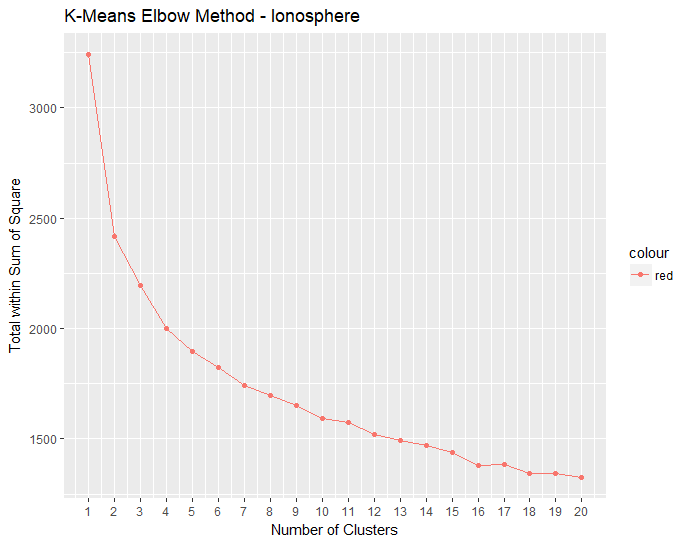 K-Means Elbow Method - Ionosphere
Total within Sum of Square
3000
2500
2000
1500
1 2 3 4 5 6 7 8 9 10 11 12 13 14 15 16 17 18 19 20
Number of Clusters
colour
red